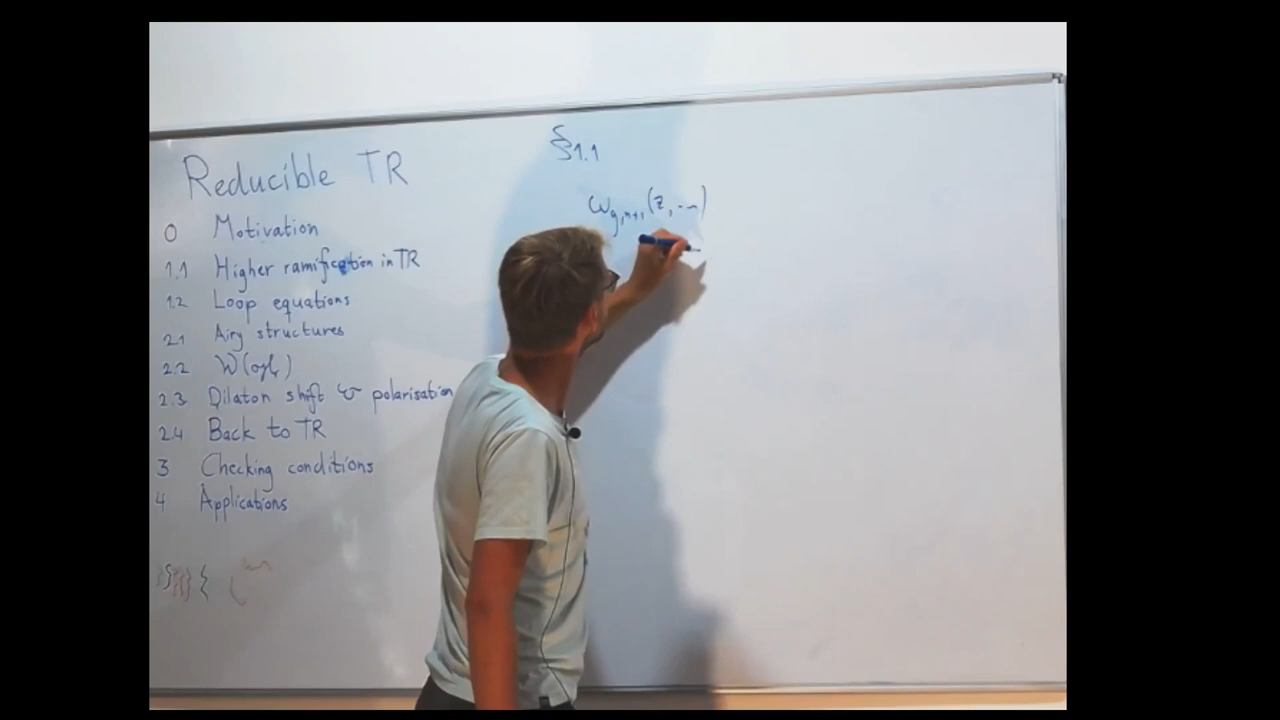 Reducible TR
0 Motivation
1.1 Higher ramification in TR
1.2 Loop equations
2.1 Airy structures
2.2 W(𝔤𝔩ᵣ)
2.3 Dilaton shift & polarisation
2.4 Back to TR
3 Checking conditions
4 Applications
§1.1
ω_{g,n+1}(z, ...)